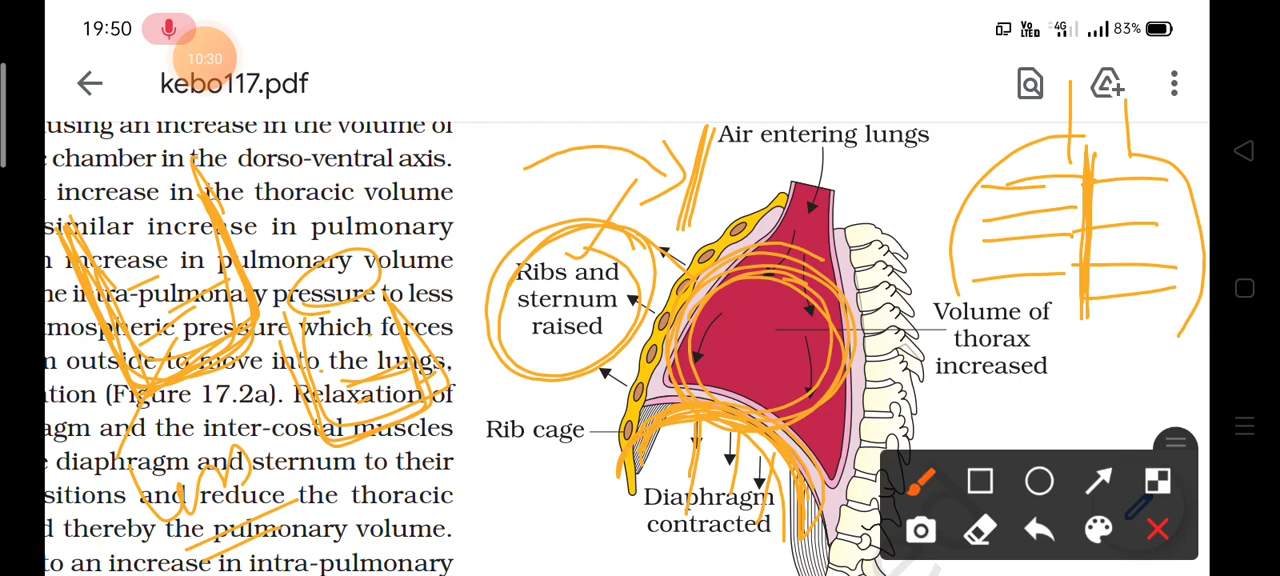 19:50
Vo LTED 4G 83%
10:30
kebo117.pdf
using an increase in the volume of
chamber in the dorso-ventral axis.
increase in the thoracic volume
similar increase in pulmonary
increase in pulmonary volume
intra-pulmonary pressure to less
atmospheric pressure which forces
outside to move into the lungs,
(Figure 17.2a). Relaxation of
and the inter-costal muscles
diaphragm and sternum to their
and reduce the thoracic
thereby the pulmonary volume.
to an increase in intra-pulmonary
Air entering lungs
Ribs and
sternum
raised
Volume of
thorax
increased
Rib cage
Diaphragm
contracted